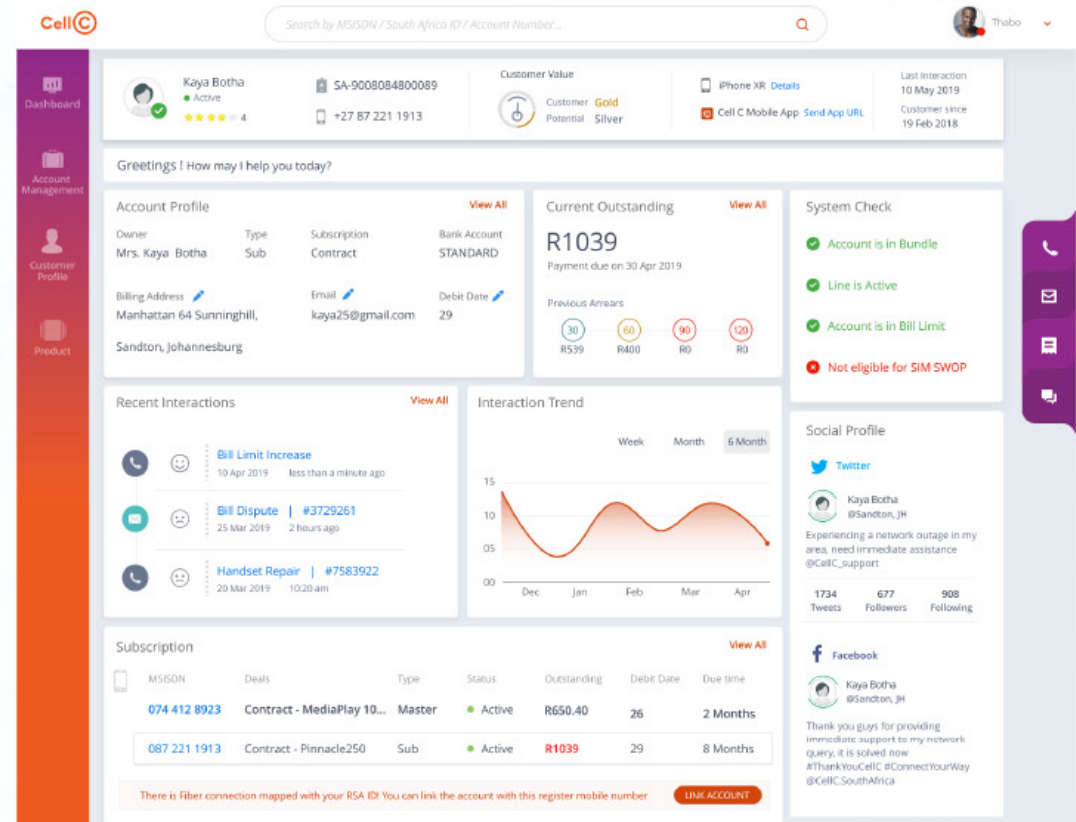 Cell C
Search by MSISDN / South Africa ID / Account Number...
Thabo
Dashboard
Account
Management
Customer
Profile
Product
Kaya Botha
Active
4
SA-9008084800089
+27 87 221 1913
Customer Value
Customer Gold
Potential Silver
iPhone XR Details
Cell C Mobile App Send App URL
Last Interaction
10 May 2019
Customer since
19 Feb 2018
Greetings ! How may I help you today?
Account Profile View All
Owner Type Subscription Bank Account
Mrs. Kaya Botha Sub Contract STANDARD
Billing Address Email Debit Date
Manhattan 64 Sunninghill, kaya25@gmail.com 29
Sandton, Johannesburg
Current Outstanding View All
R1039
Payment due on 30 Apr 2019
Previous Arrears
30 60 90 120
R539 R400 R0 R0
System Check
Account is in Bundle
Line is Active
Account is in Bill Limit
Not eligible for SIM SWOP
Recent Interactions View All
Bill Limit Increase
10 Apr 2019 less than a minute ago
Bill Dispute | #3729261
25 Mar 2019 2 hours ago
Handset Repair | #7583922
20 Mar 2019 10:20 am
Interaction Trend
Week Month 6 Month
15
10
05
00
Dec Jan Feb Mar Apr
Social Profile
Twitter
Kaya Botha
@Sandton, JH
Experiencing a network outage in my
area, need immediate assistance
@CellC_support
1734 677 908
Tweets Followers Following
Facebook
Kaya Botha
@Sandton, JH
Thank you guys for providing
immediate support to my network
query, it is solved now
#ThankYouCellC #ConnectYourWay
@CellC.SouthAfrica
Subscription View All
MSISDN Deals Type Status Outstanding Debit Date Due time
074 412 8923 Contract - MediaPlay 10... Master Active R650.40 26 2 Months
087 221 1913 Contract - Pinnacle250 Sub Active R1039 29 8 Months
There is Fiber connection mapped with your RSA ID! You can link the account with this register mobile number LINK ACCOUNT